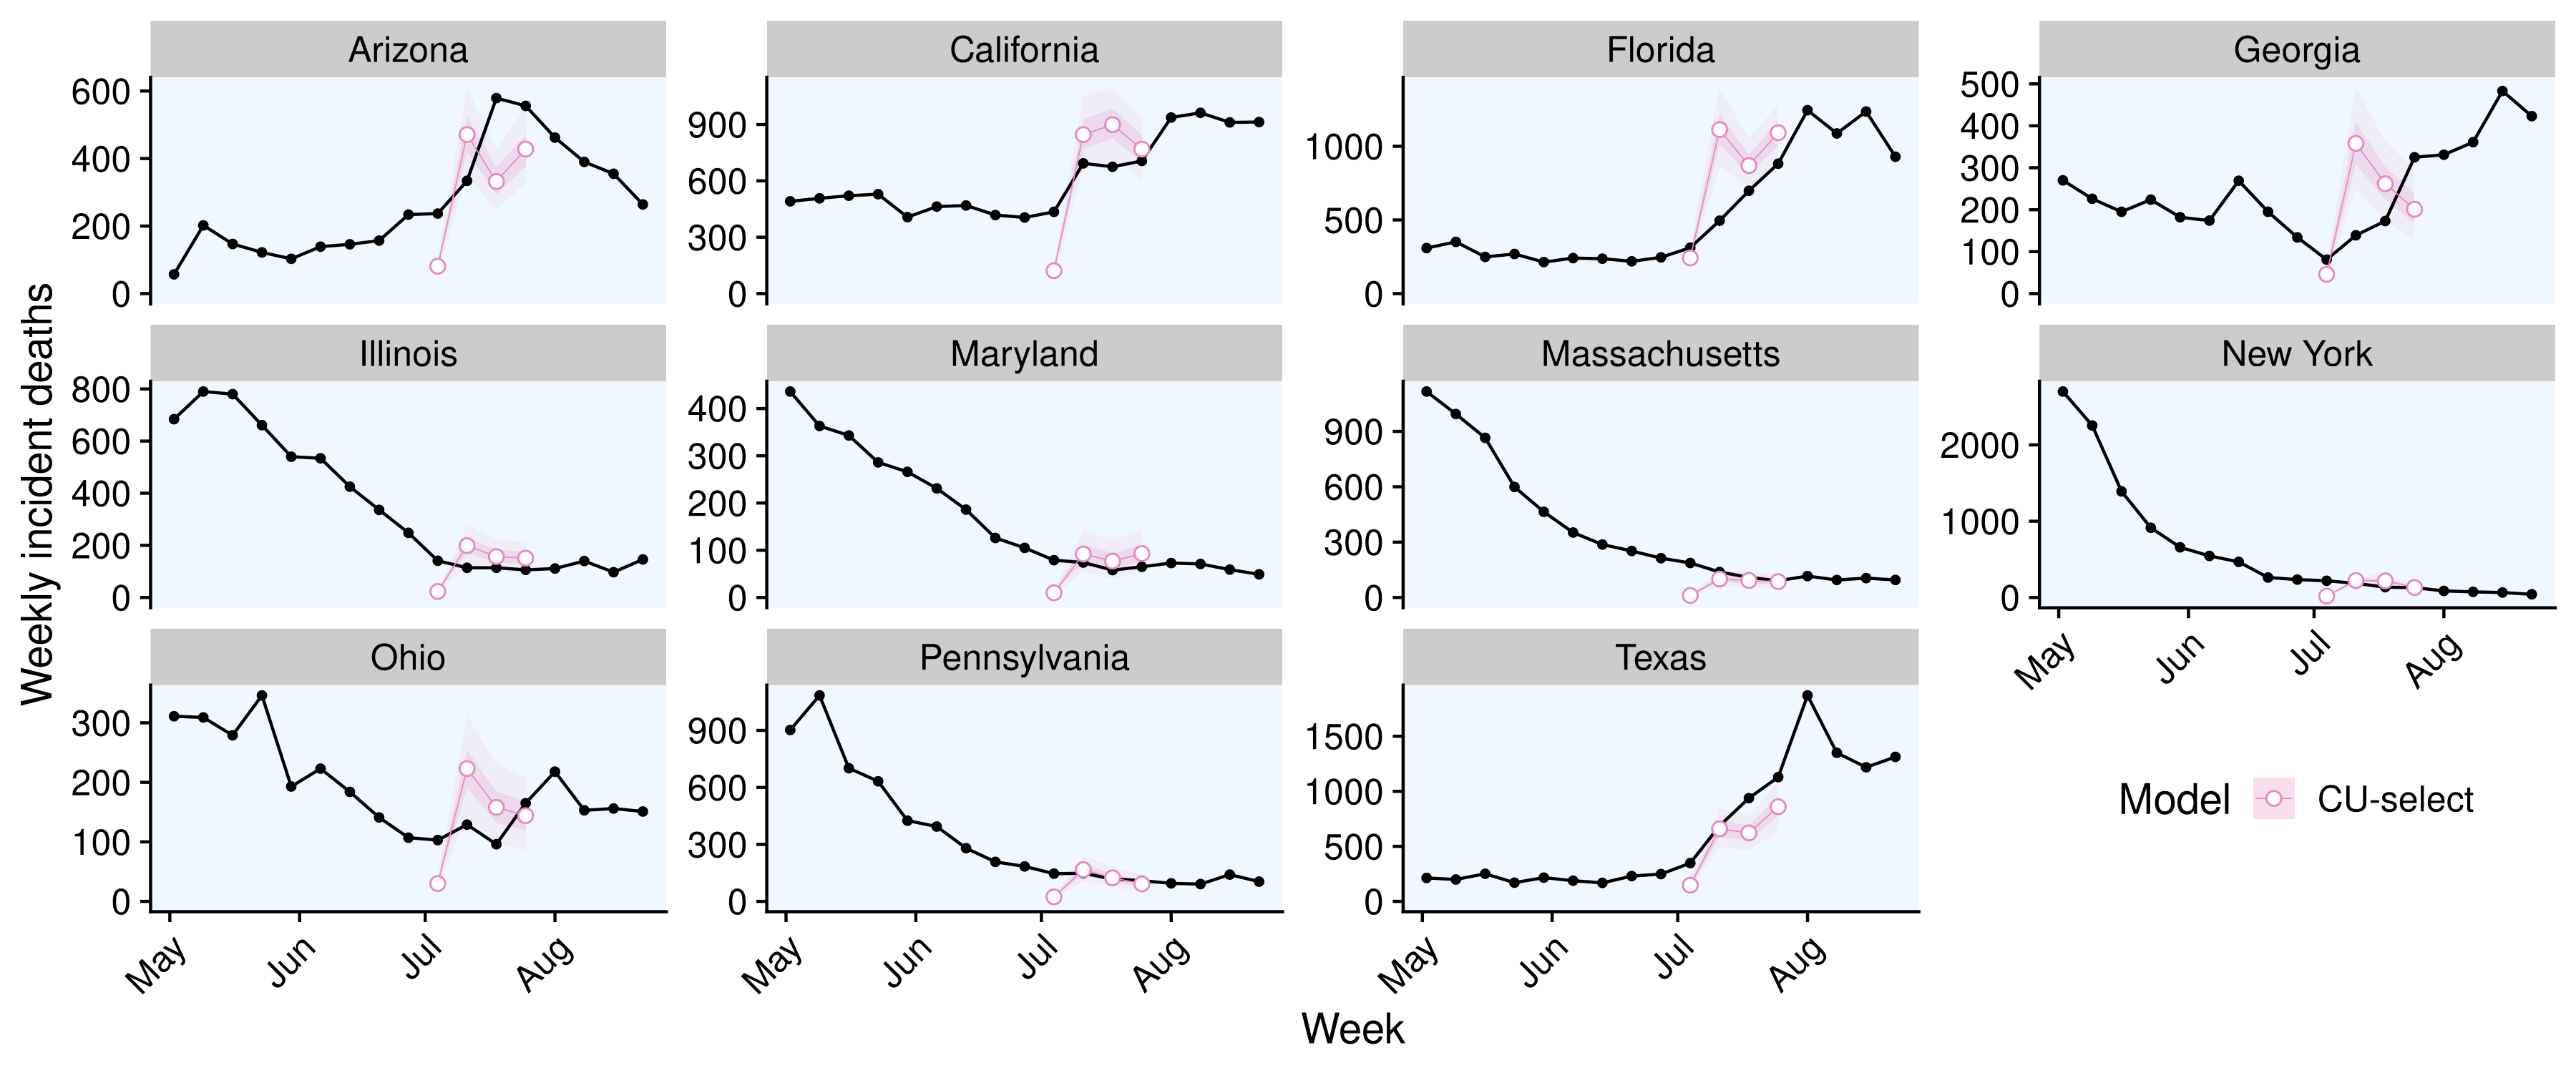 Arizona
California
Florida
Georgia
600
400
200
0
900
600
300
0
1000
500
0
500
400
300
200
100
0
Weekly incident deaths
Illinois
Maryland
Massachusetts
New York
800
600
400
200
0
400
300
200
100
0
900
600
300
0
2000
1000
0
May
Jun
Jul
Aug
Ohio
Pennsylvania
Texas
300
200
100
0
900
600
300
0
1500
1000
500
0
Model
CU-select
May
Jun
Jul
Aug
May
Jun
Jul
Aug
May
Jun
Jul
Aug
Week